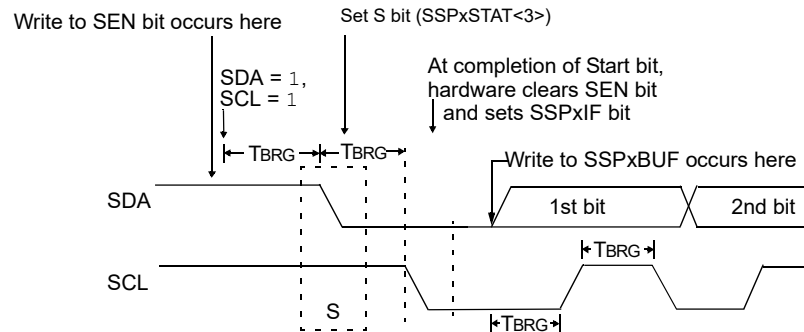 Write to SEN bit occurs here
Set S bit (SSPxSTAT<3>)
SDA = 1,
SCL = 1
At completion of Start bit,
hardware clears SEN bit
and sets SSPxIF bit
TBRG
TBRG
Write to SSPxBUF occurs here
SDA
1st bit
2nd bit
TBRG
SCL
S
TBRG